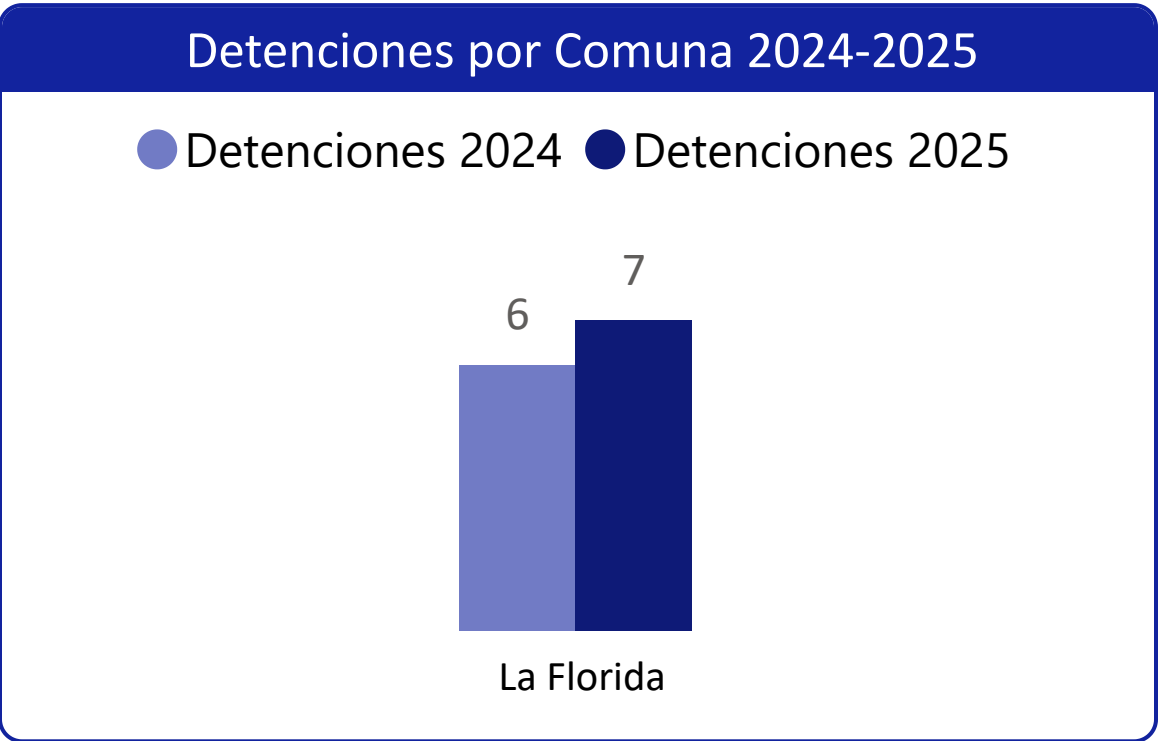 Detenciones por Comuna 2024-2025
Detenciones 2024 Detenciones 2025
7
6
La Florida